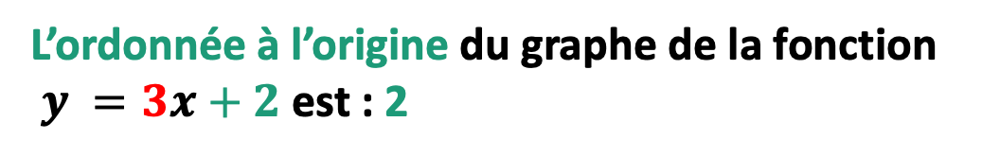 L’ordonnée à l’origine du graphe de la fonction
y = 3x + 2 est : 2